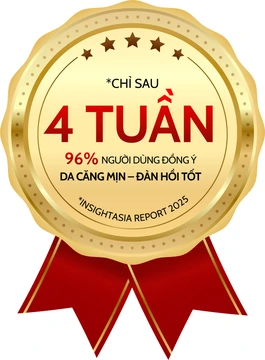 *CHỈ SAU
4 TUẦN
96% NGƯỜI DÙNG ĐỒNG Ý
DA CĂNG MỊN – ĐÀN HỒI TỐT
*INSIGHTASIA REPORT 2025